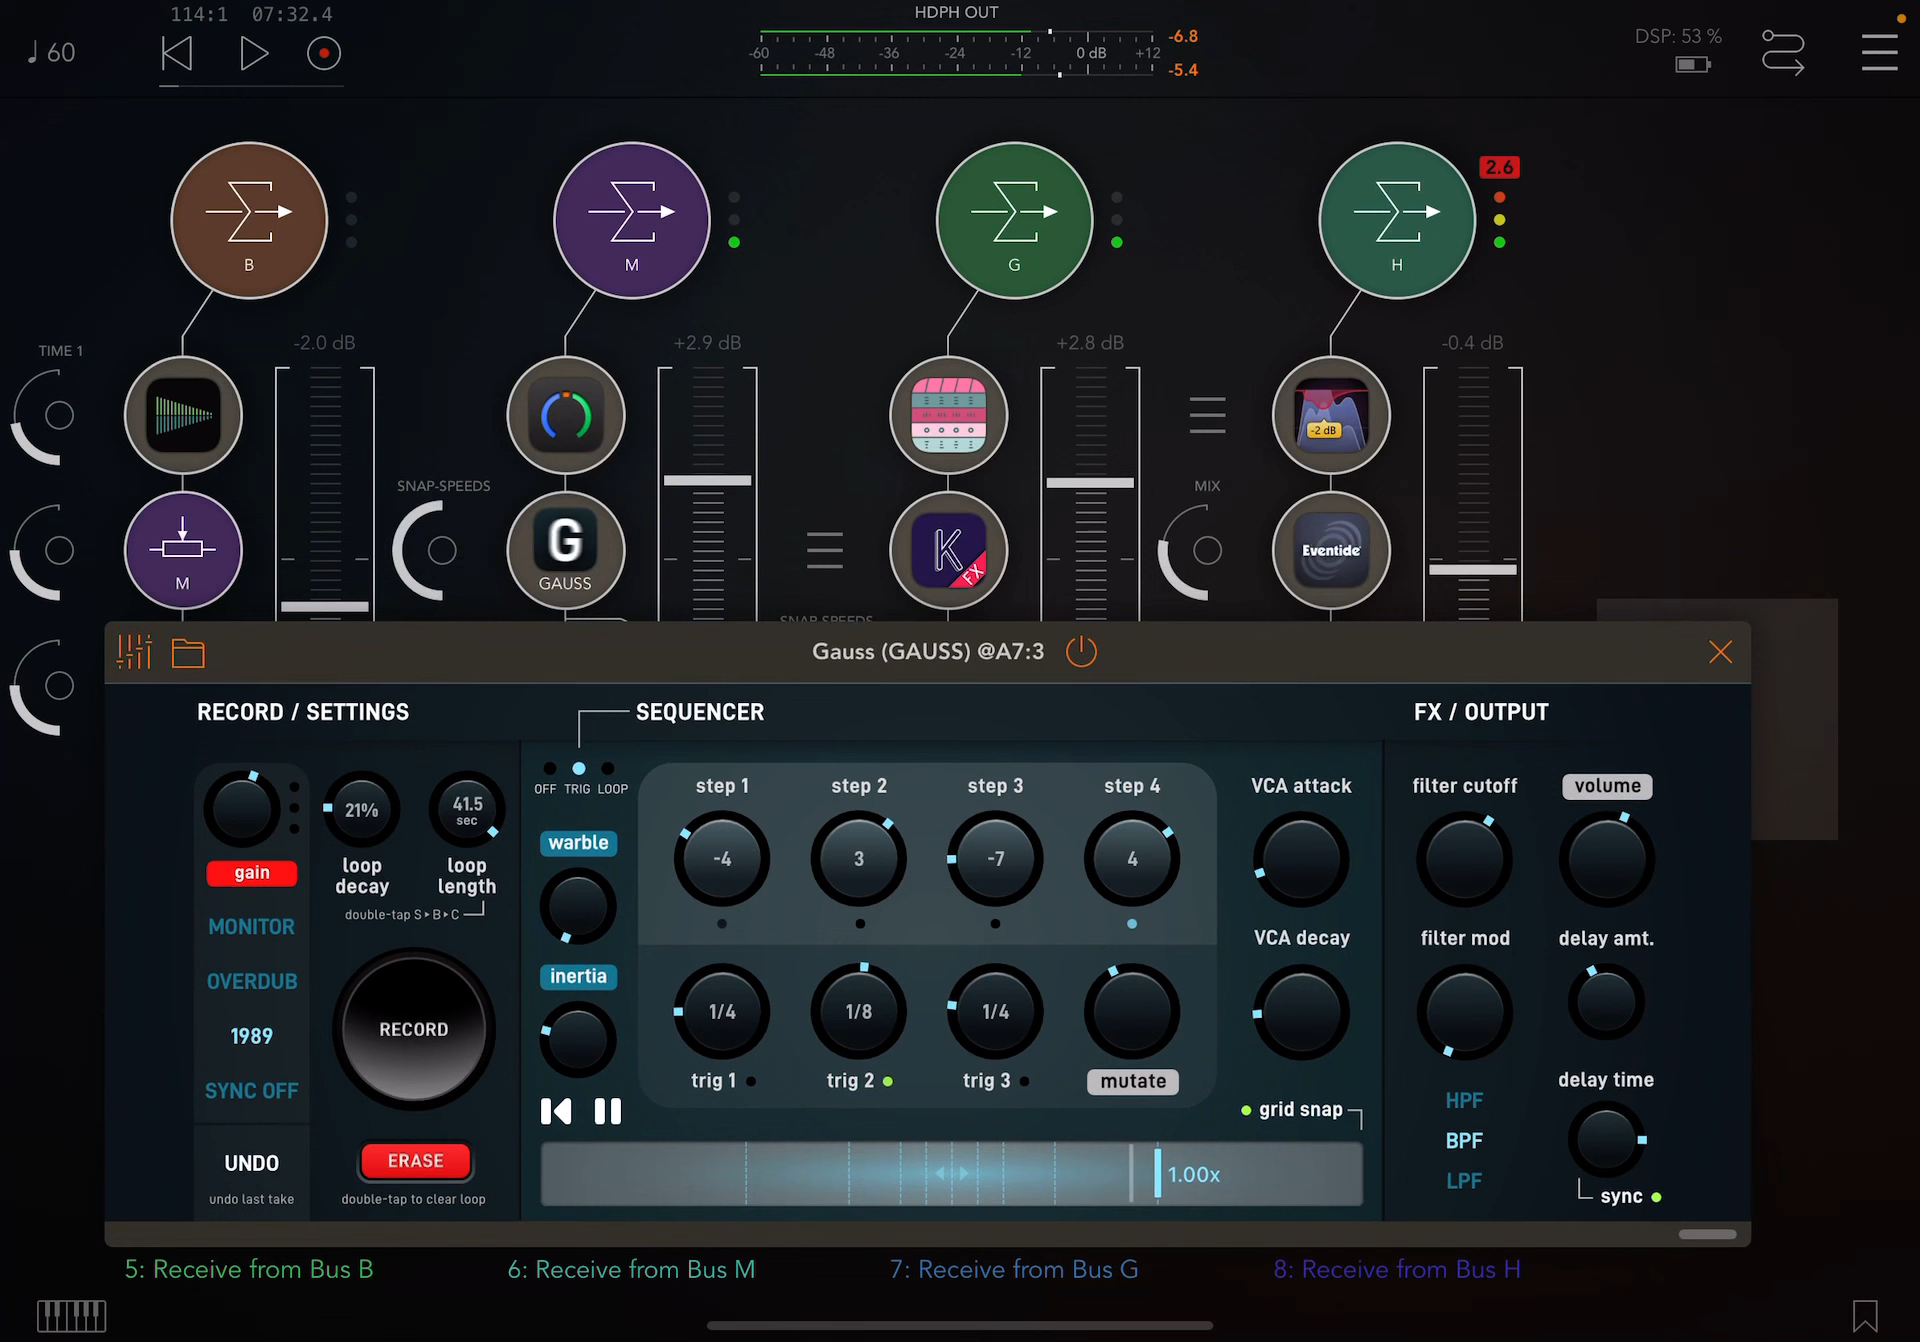 114:1 07:32.4
HDPH OUT
60
-60 -48 -36 -24 -12 0 dB +12
-6.8
-5.4
DSP: 53 %
2.6
B
M
G
H
TIME 1
-2.0 dB
+2.9 dB
+2.8 dB
-0.4 dB
-2 dB
SNAP-SPEEDS
MIX
M
G
GAUSS
K
FX
Eventide
SNAP-SPEEDS
Gauss (GAUSS) @A7:3
RECORD / SETTINGS
SEQUENCER
FX / OUTPUT
OFF TRIG LOOP
gain
21%
loop
decay
41.5
sec
loop
length
double-tap S▸B▸C
MONITOR
OVERDUB
1989
SYNC OFF
RECORD
UNDO
undo last take
ERASE
double-tap to clear loop
warble
inertia
step 1
step 2
step 3
step 4
-4
3
-7
4
1/4
1/8
1/4
trig 1
trig 2
trig 3
mutate
VCA attack
VCA decay
grid snap
1.00x
filter cutoff
volume
filter mod
delay amt.
delay time
HPF
BPF
LPF
sync
5: Receive from Bus B
6: Receive from Bus M
7: Receive from Bus G
8: Receive from Bus H